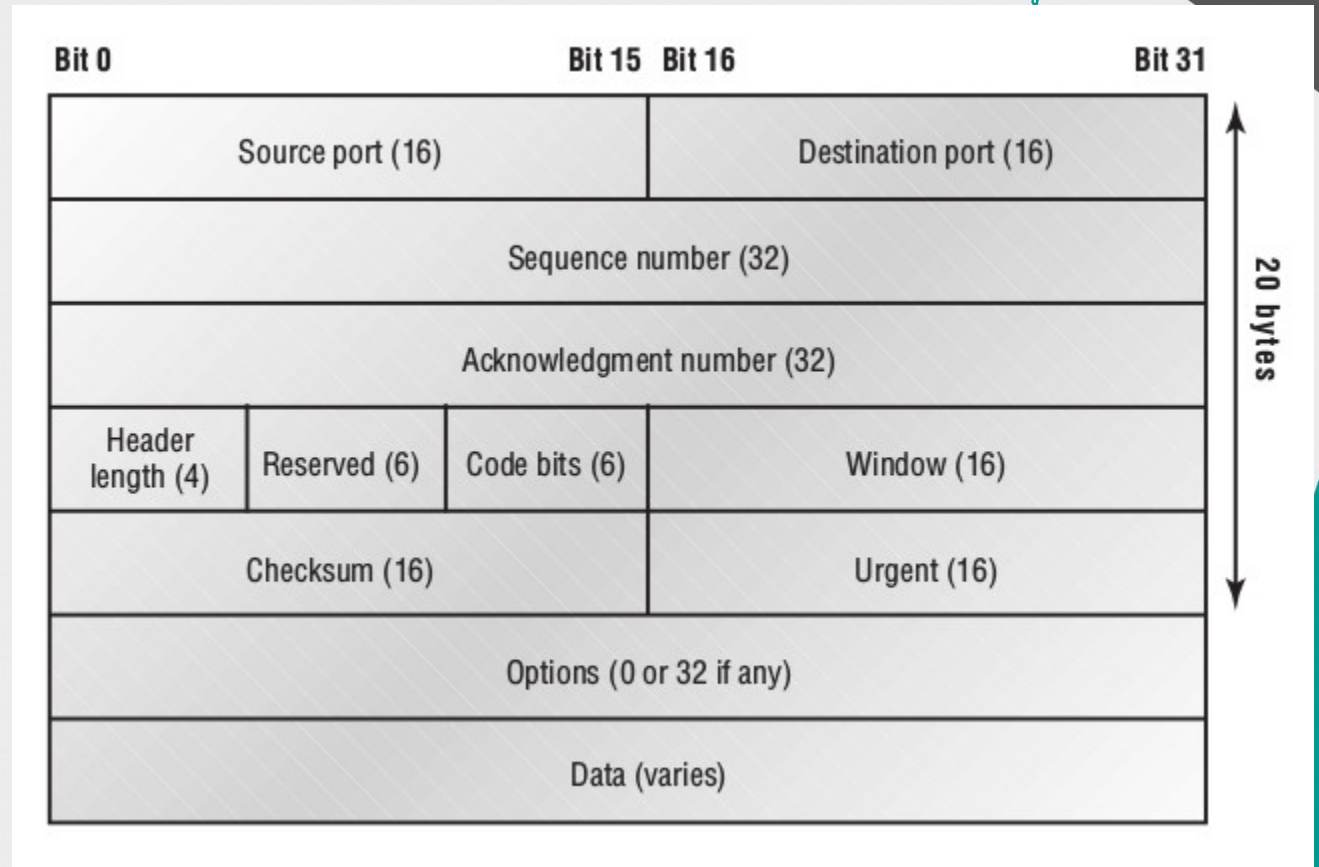 Bit 0 Bit 15 Bit 16 Bit 31
Source port (16) Destination port (16)
Sequence number (32)
Acknowledgment number (32)
Header
length (4) Reserved (6) Code bits (6) Window (16)
Checksum (16) Urgent (16)
Options (0 or 32 if any)
Data (varies)
20 bytes